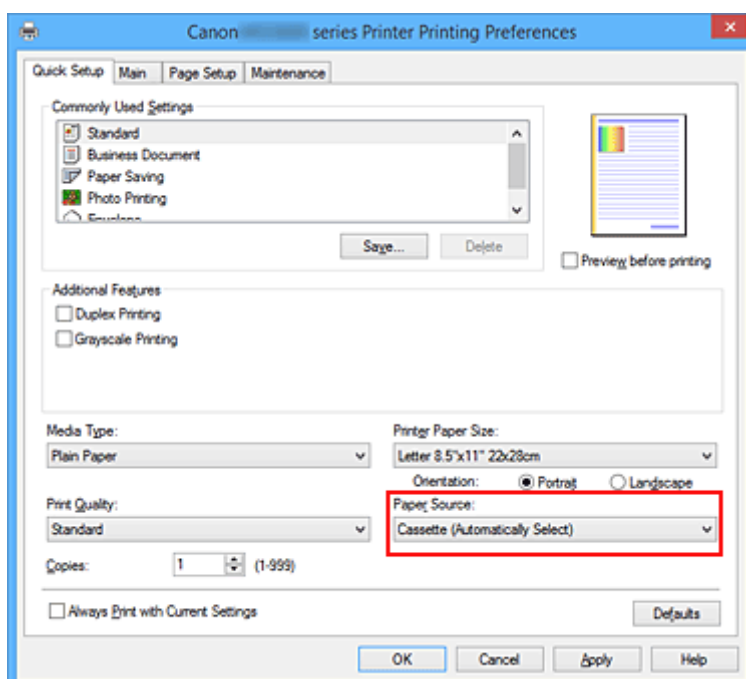 Canon series Printer Printing Preferences
Quick Setup Main Page Setup Maintenance
Commonly Used Settings
Standard
Business Document
Paper Saving
Photo Printing
Save... Delete
Preview before printing
Additional Features
Duplex Printing
Grayscale Printing
Media Type:
Plain Paper
Printer Paper Size:
Letter 8.5"x11" 22x28cm
Orientation: Portrait Landscape
Print Quality:
Standard
Paper Source:
Cassette (Automatically Select)
Copies: 1 (1-999)
Always Print with Current Settings
Defaults
OK Cancel Apply Help